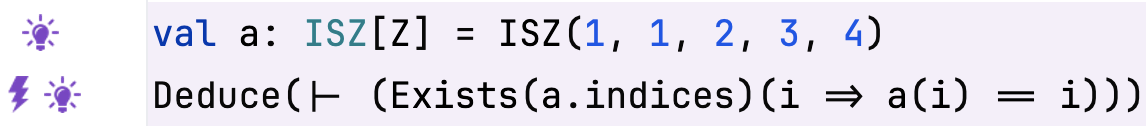 val a: ISZ[Z] = ISZ(1, 1, 2, 3, 4)
Deduce(⊢ (Exists(a.indices)(i ⇒ a(i) == i)))